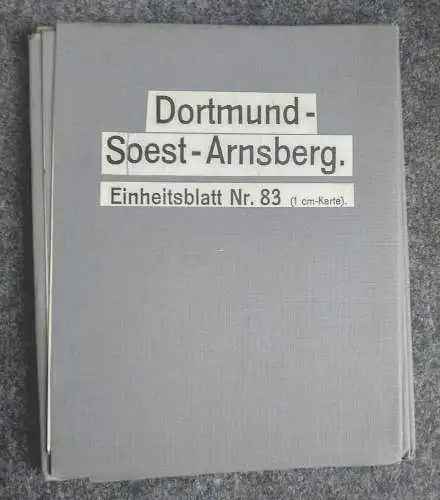 Dortmund-
Soest-Arnsberg.
Einheitsblatt Nr. 83 (1 cm-Karte).